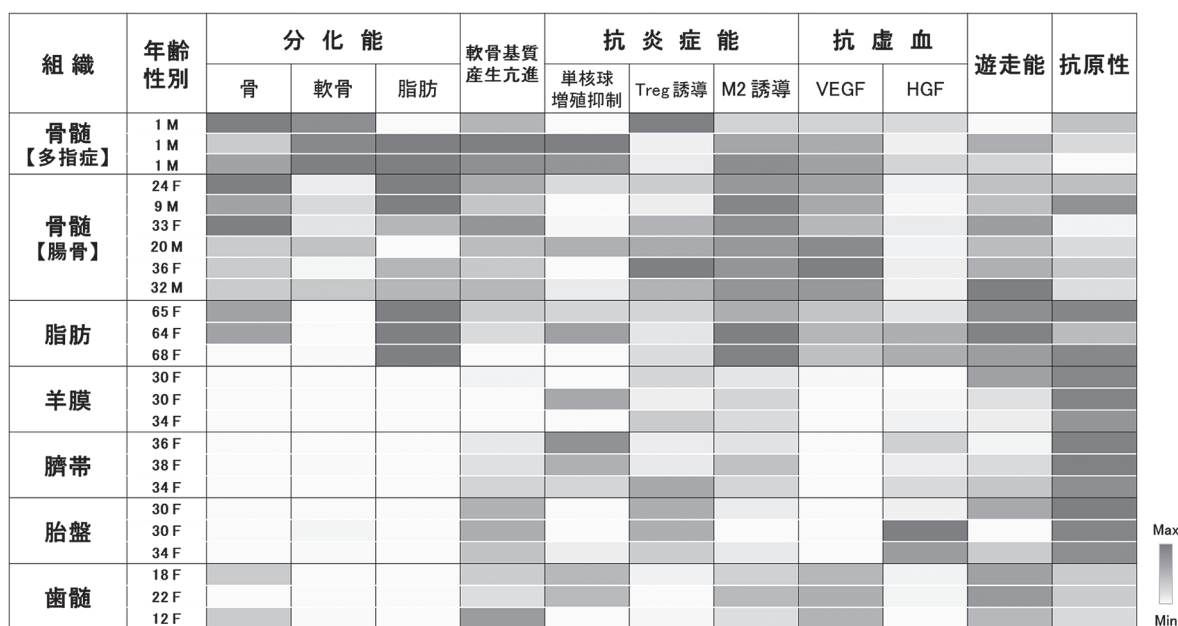 組織 年齢 性別 分化能 軟骨基質 産生亢進 抗炎症能 抗虚血 遊走能 抗原性
骨 軟骨 脂肪 単核球 増殖抑制 Treg 誘導 M2 誘導 VEGF HGF
骨髄
【多指症】
1 M
1 M
1 M
骨髄
【腸骨】
24 F
9 M
33 F
20 M
36 F
32 M
脂肪
65 F
64 F
68 F
羊膜
30 F
30 F
34 F
臍帯
36 F
38 F
34 F
胎盤
30 F
30 F
34 F
歯髄
18 F
22 F
12 F
Max
Min